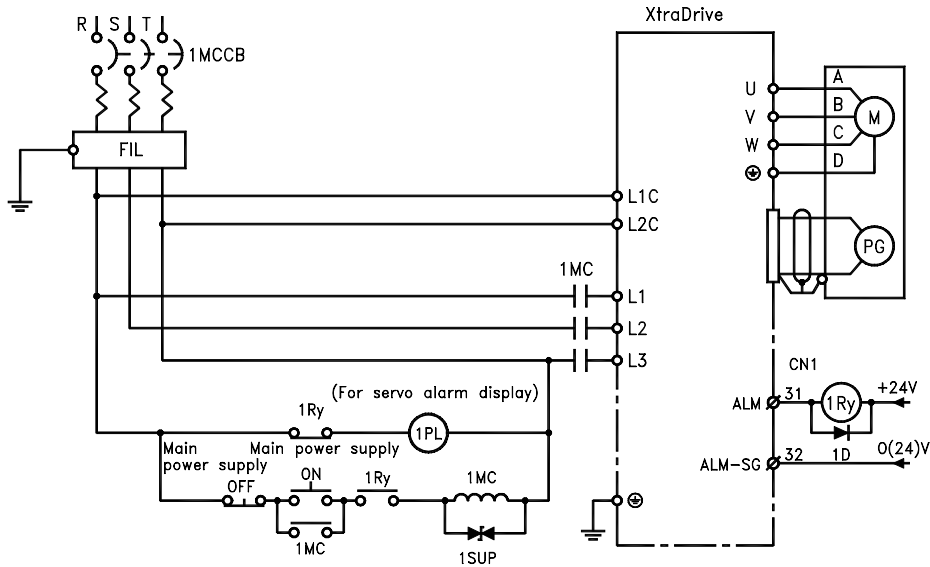 XtraDrive
R S T
1MCCB
FIL
U
V
W
A
B
C
D
M
L1C
L2C
PG
1MC
L1
L2
L3
(For servo alarm display)
1Ry
1PL
CN1
ALM
31
1Ry
+24V
1D
ALM-SG
32
0(24)V
Main
power supply
OFF
Main power supply
ON
1Ry
1MC
1MC
1SUP